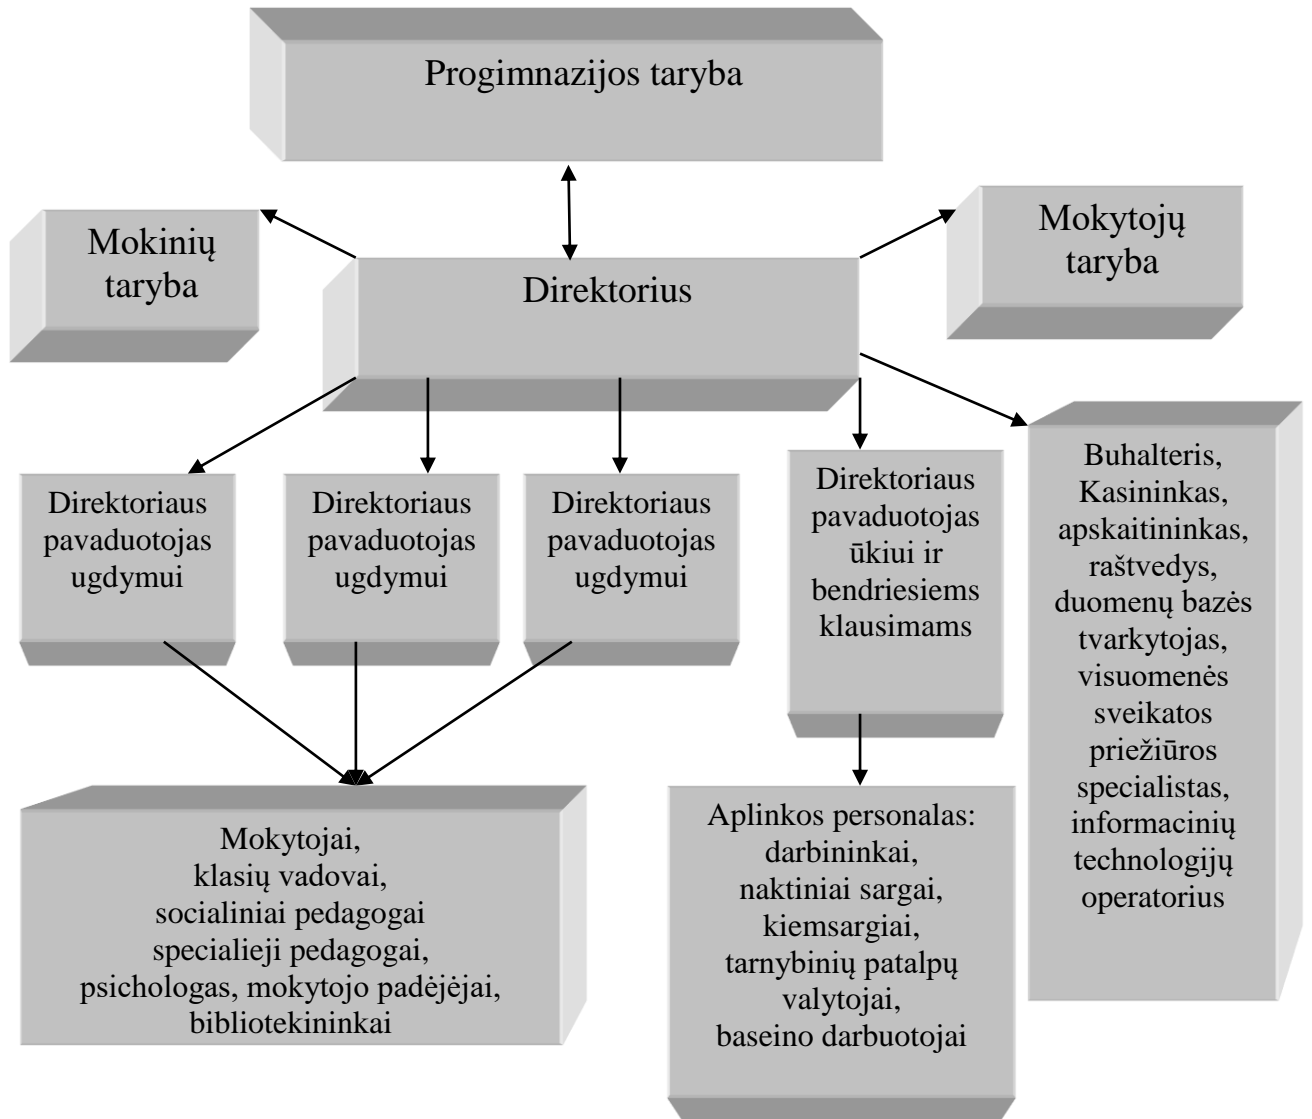 Progimnazijos taryba
Mokinių
taryba
Direktorius
Mokytojų
taryba
Direktoriaus
pavaduotojas
ugdymui
Direktoriaus
pavaduotojas
ugdymui
Direktoriaus
pavaduotojas
ugdymui
Direktoriaus
pavaduotojas
ūkiui ir
bendriesiems
klausimams
Buhalteris,
Kasininkas,
apskaitininkas,
raštvedys,
duomenų bazės
tvarkytojas,
visuomenės
sveikatos
priežiūros
specialistas,
informacinių
technologijų
operatorius
Mokytojai,
klasių vadovai,
socialiniai pedagogai
specialieji pedagogai,
psichologas, mokytojo padėjėjai,
bibliotekininkai
Aplinkos personalas:
darbininkai,
naktiniai sargai,
kiemsargiai,
tarnybinių patalpų
valytojai,
baseino darbuotojai